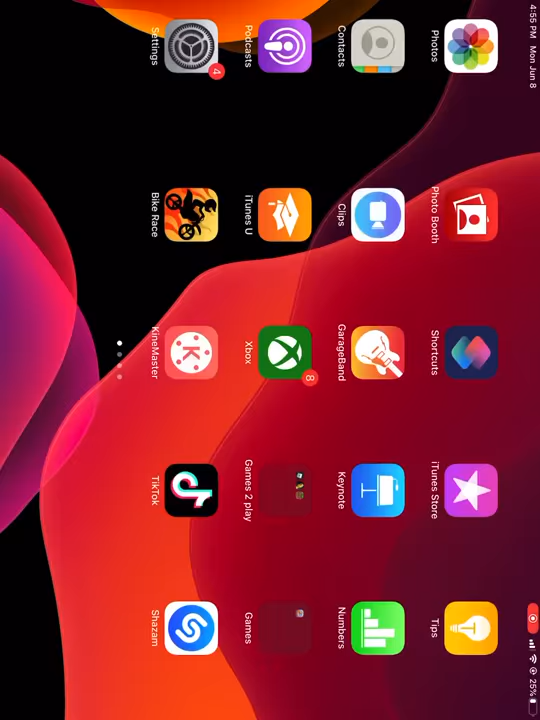 4:55 PM Mon Jun 8
25%
Photos
Photo Booth
Shortcuts
iTunes Store
Tips
Contacts
Clips
GarageBand
Keynote
Numbers
Podcasts
iTunes U
Xbox
8
Games 2 play
Games
Settings
4
Bike Race
KineMaster
TikTok
Shazam